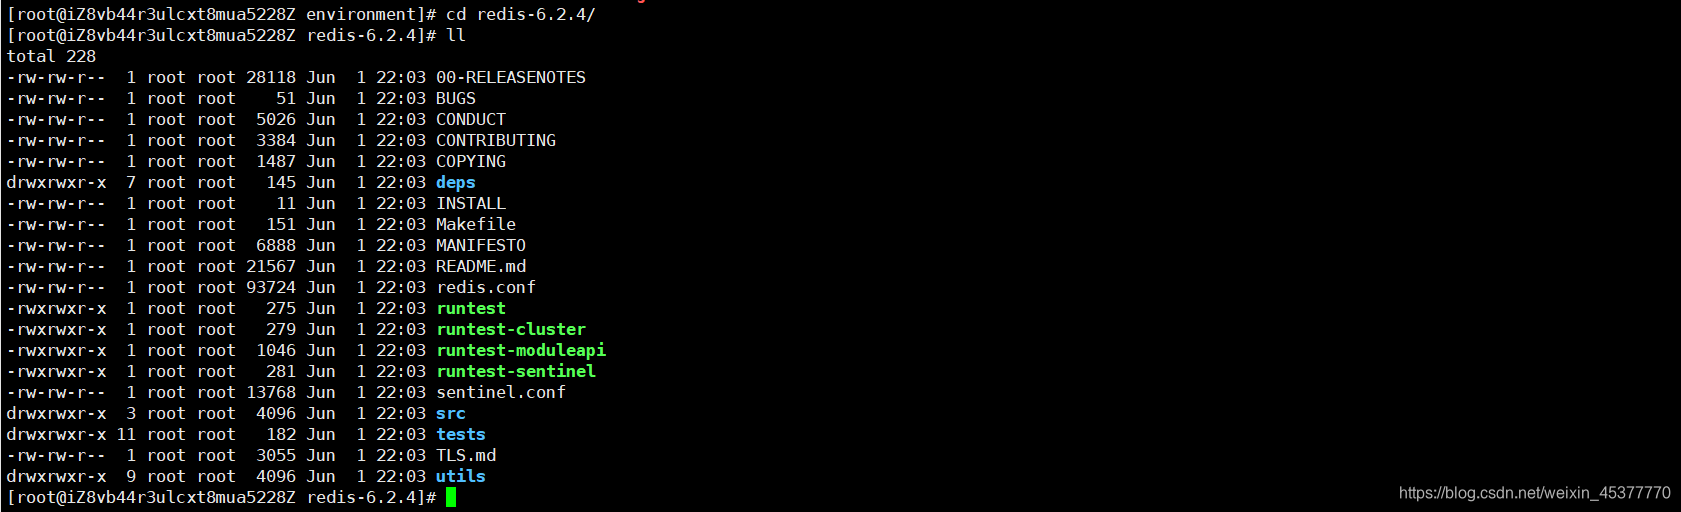 [root@iZ8vb44r3ulcxt8mua5228Z environment]# cd redis-6.2.4/
[root@iZ8vb44r3ulcxt8mua5228Z redis-6.2.4]# ll
total 228
-rw-rw-r--  1 root root 28118 Jun  1 22:03 00-RELEASENOTES
-rw-rw-r--  1 root root    51 Jun  1 22:03 BUGS
-rw-rw-r--  1 root root  5026 Jun  1 22:03 CONDUCT
-rw-rw-r--  1 root root  3384 Jun  1 22:03 CONTRIBUTING
-rw-rw-r--  1 root root  1487 Jun  1 22:03 COPYING
drwxrwxr-x  7 root root   145 Jun  1 22:03 deps
-rw-rw-r--  1 root root    11 Jun  1 22:03 INSTALL
-rw-rw-r--  1 root root   151 Jun  1 22:03 Makefile
-rw-rw-r--  1 root root  6888 Jun  1 22:03 MANIFESTO
-rw-rw-r--  1 root root 21567 Jun  1 22:03 README.md
-rw-rw-r--  1 root root 93724 Jun  1 22:03 redis.conf
-rwxrwxr-x  1 root root   275 Jun  1 22:03 runtest
-rwxrwxr-x  1 root root   279 Jun  1 22:03 runtest-cluster
-rwxrwxr-x  1 root root  1046 Jun  1 22:03 runtest-moduleapi
-rwxrwxr-x  1 root root   281 Jun  1 22:03 runtest-sentinel
-rw-rw-r--  1 root root 13768 Jun  1 22:03 sentinel.conf
drwxrwxr-x  3 root root  4096 Jun  1 22:03 src
drwxrwxr-x 11 root root   182 Jun  1 22:03 tests
-rw-rw-r--  1 root root  3055 Jun  1 22:03 TLS.md
drwxrwxr-x  9 root root  4096 Jun  1 22:03 utils
[root@iZ8vb44r3ulcxt8mua5228Z redis-6.2.4]#
https://blog.csdn.net/weixin_45377770